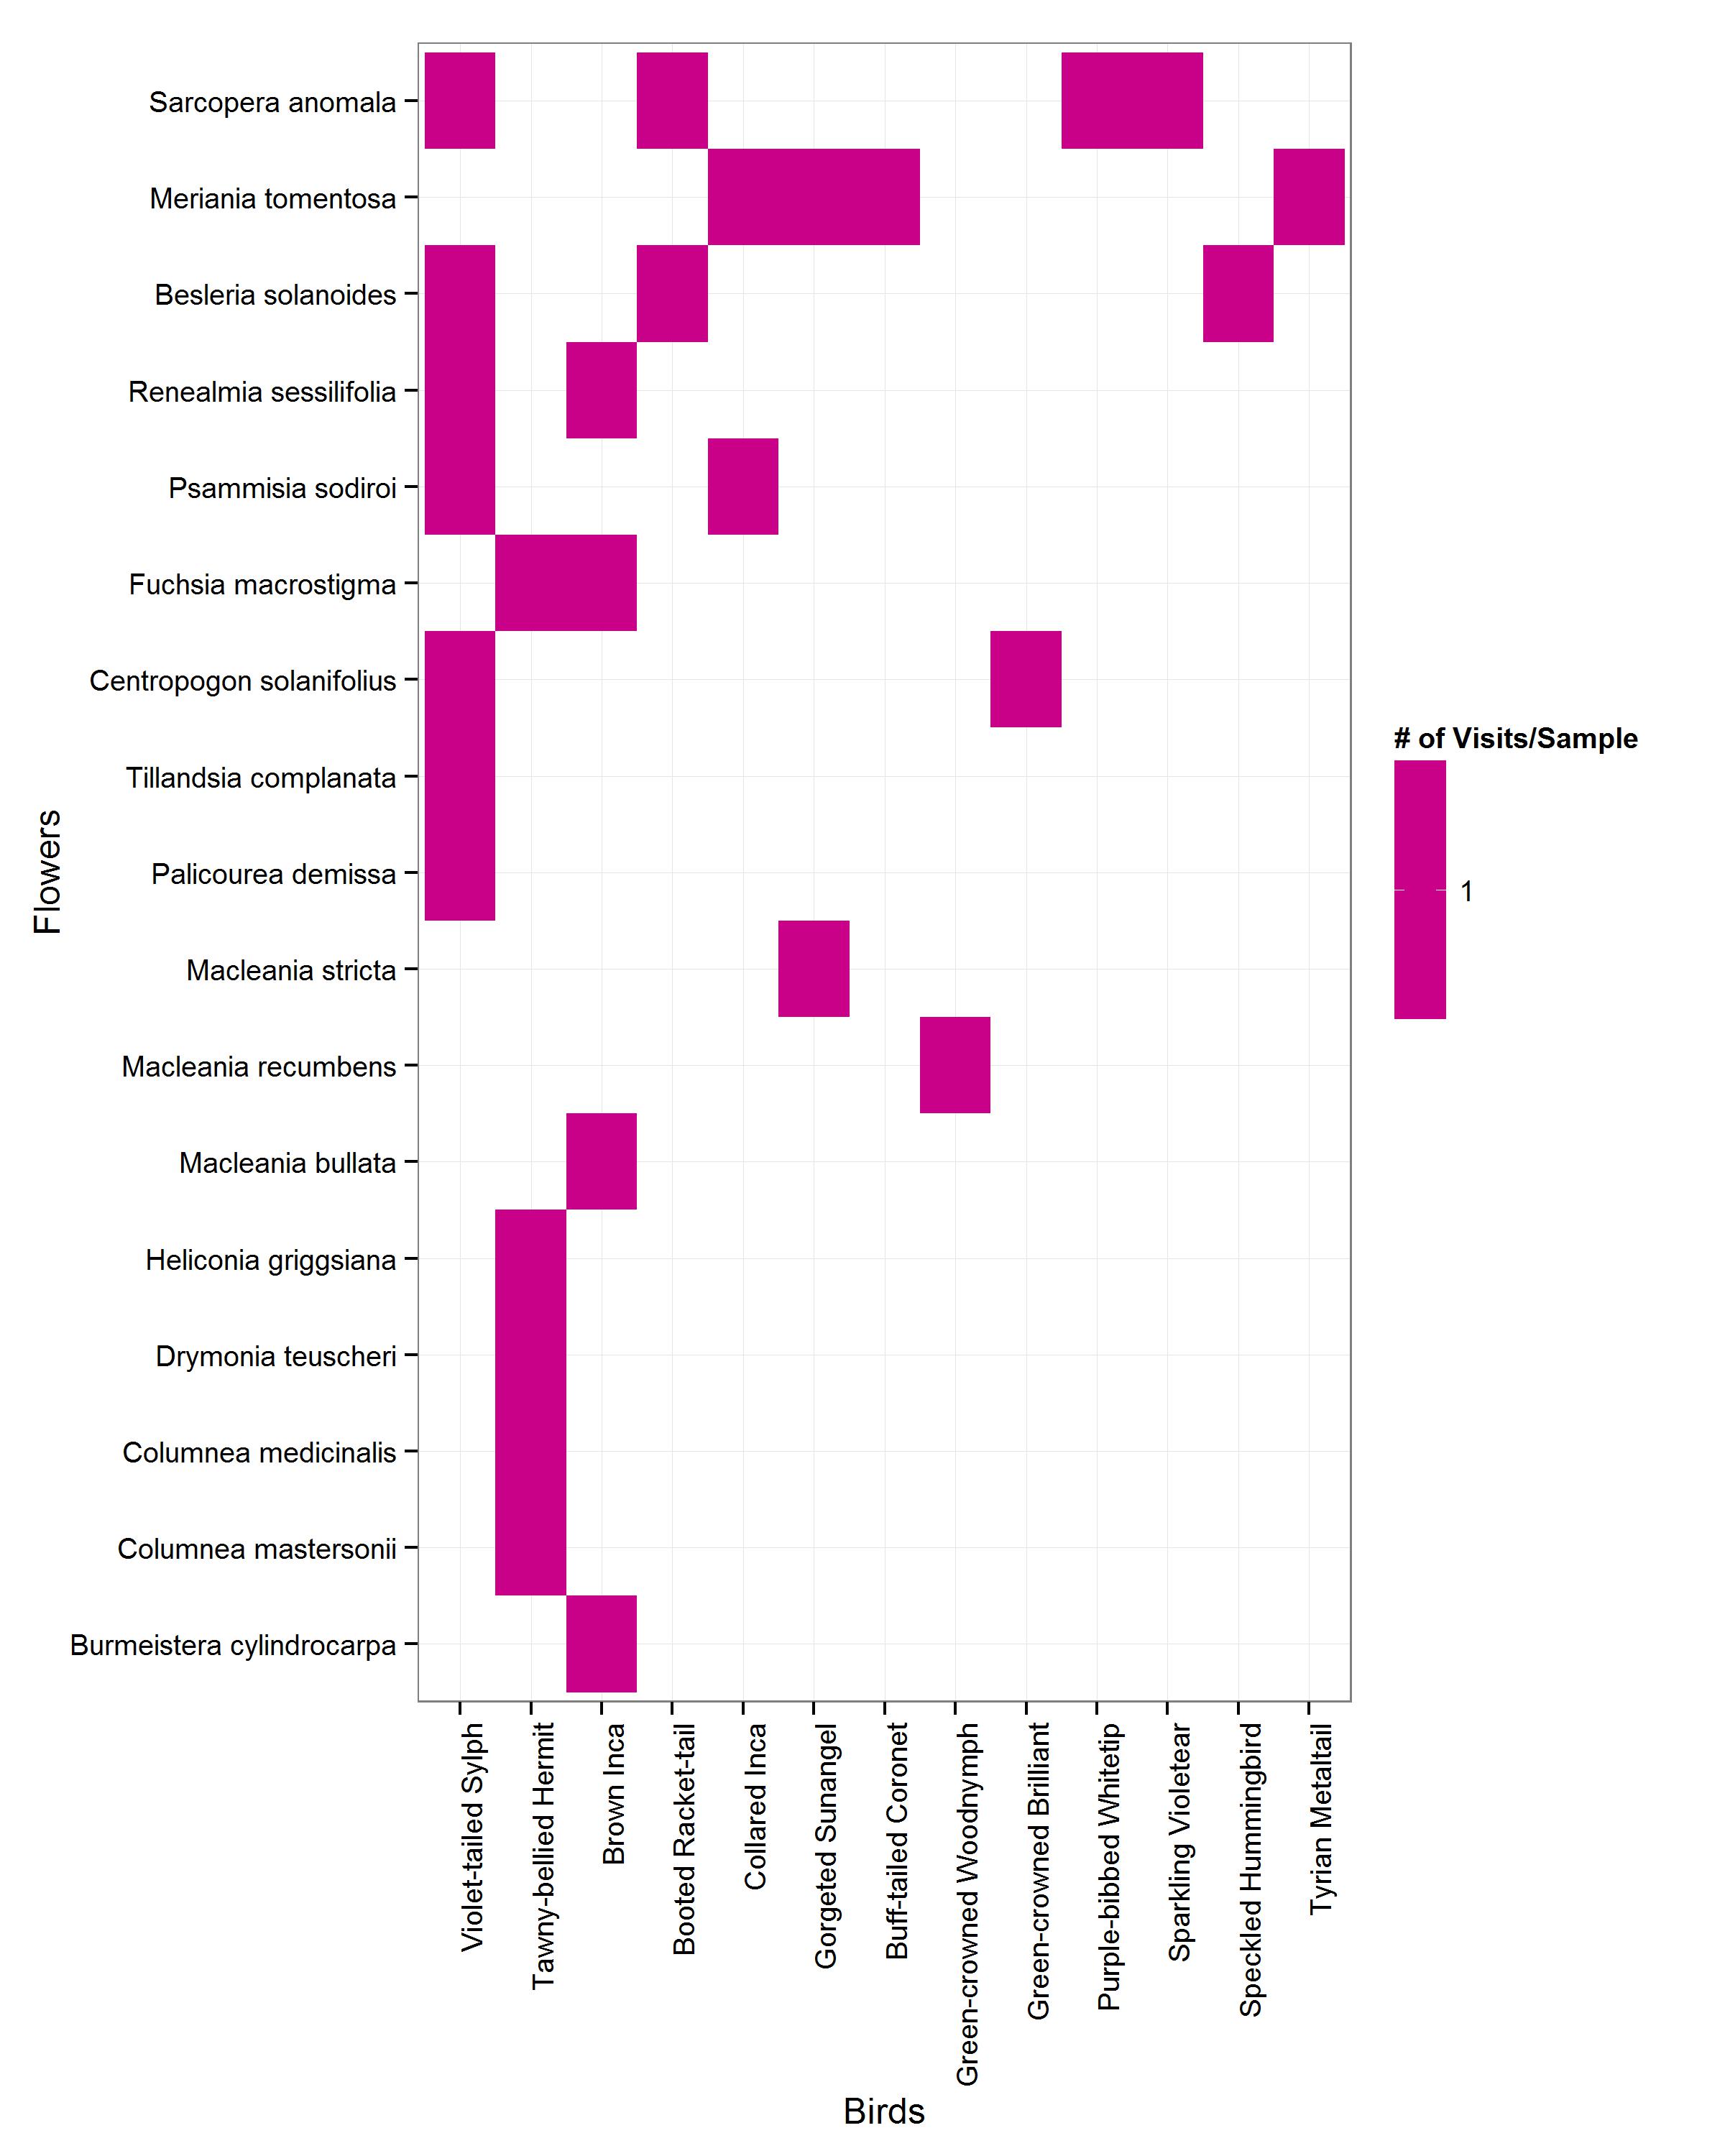 Sarcopera anomala
Meriania tomentosa
Besleria solanoides
Renealmia sessilifolia
Psammisia sodiroi
Fuchsia macrostigma
Centropogon solanifolius
Tillandsia complanata
Palicourea demissa
Macleania stricta
Macleania recumbens
Macleania bullata
Heliconia griggsiana
Drymonia teuscheri
Columnea medicinalis
Columnea mastersonii
Burmeistera cylindrocarpa
Flowers
Violet-tailed Sylph
Tawny-bellied Hermit
Brown Inca
Booted Racket-tail
Collared Inca
Gorgeted Sunangel
Buff-tailed Coronet
Green-crowned Woodnymph
Green-crowned Brilliant
Purple-bibbed Whitetip
Sparkling Violetear
Speckled Hummingbird
Tyrian Metaltail
Birds
# of Visits/Sample
1